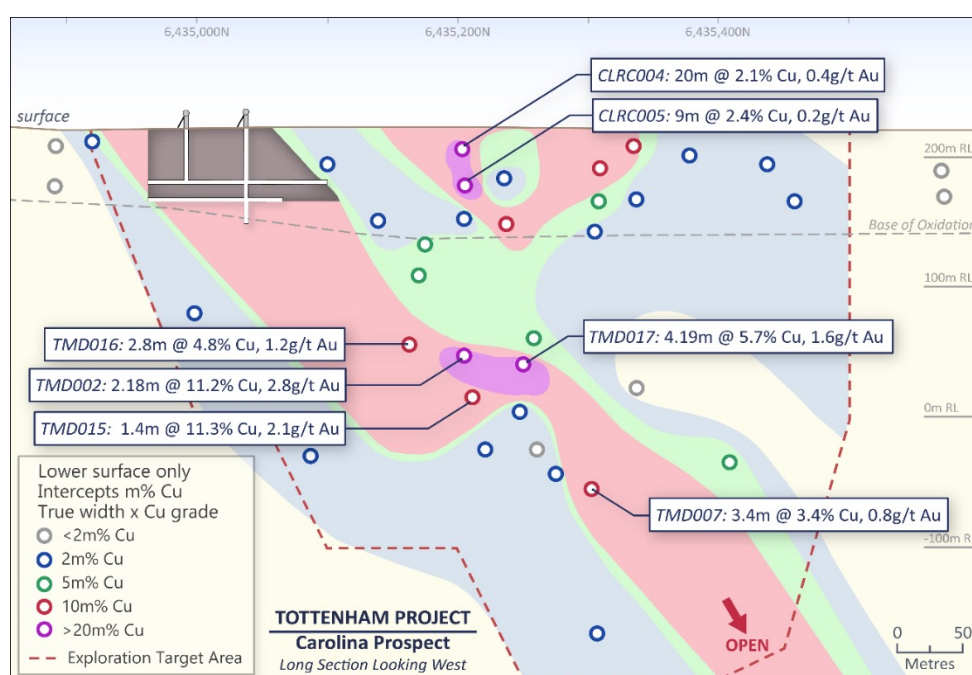 6,435,000N
6,435,200N
6,435,400N
CLRC004: 20m @ 2.1% Cu, 0.4g/t Au
surface
CLRC005: 9m @ 2.4% Cu, 0.2g/t Au
200m RL
Base of Oxidation
100m RL
TMD016: 2.8m @ 4.8% Cu, 1.2g/t Au
TMD017: 4.19m @ 5.7% Cu, 1.6g/t Au
TMD002: 2.18m @ 11.2% Cu, 2.8g/t Au
0m RL
TMD015: 1.4m @ 11.3% Cu, 2.1g/t Au
Lower surface only
Intercepts m% Cu
True width x Cu grade
<2m% Cu
2m% Cu
5m% Cu
10m% Cu
>20m% Cu
Exploration Target Area
TMD007: 3.4m @ 3.4% Cu, 0.8g/t Au
-100m RL
TOTTENHAM PROJECT
Carolina Prospect
Long Section Looking West
OPEN
0 50
Metres